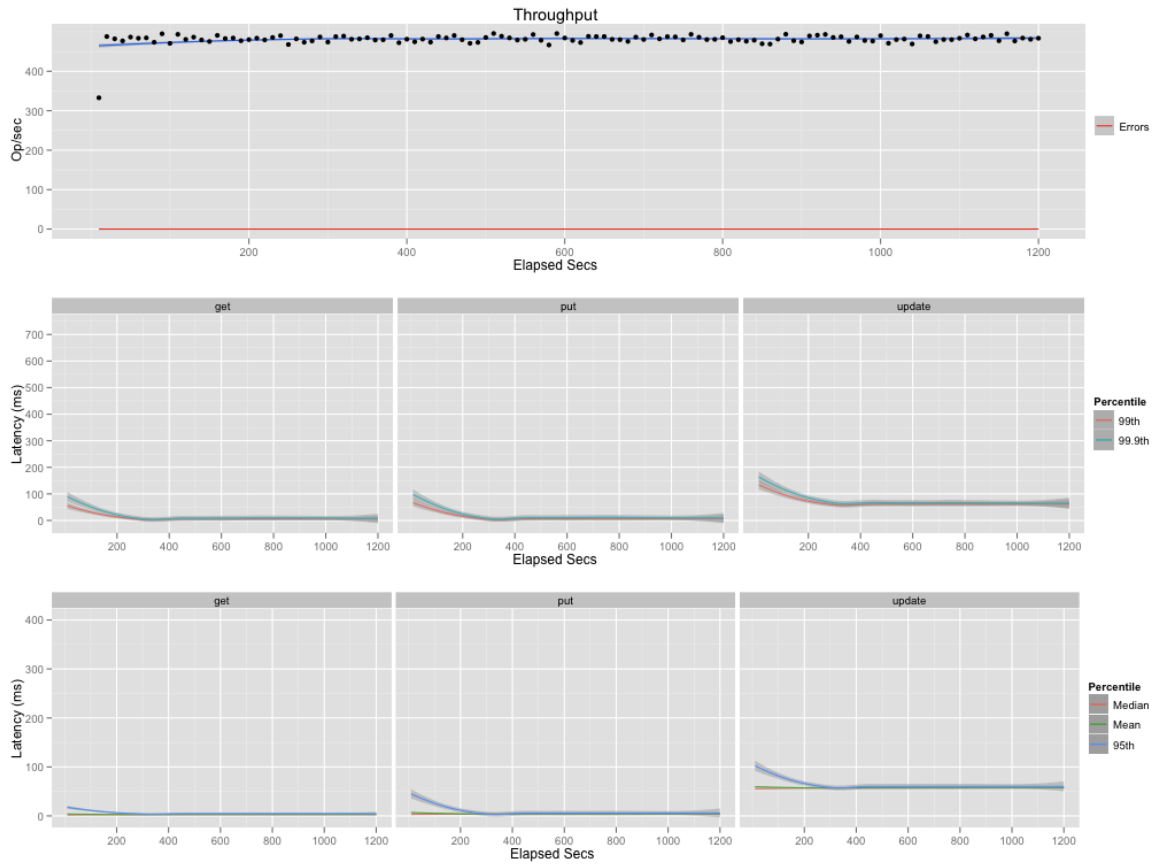 Throughput
Op/sec
400
300
200
100
0
200 400 600 800 1000 1200
Elapsed Secs
Errors
get put update
Latency (ms)
700
600
500
400
300
200
100
0
200 400 600 800 1000 1200 200 400 600 800 1000 1200 200 400 600 800 1000 1200
Elapsed Secs
Percentile
99th
99.9th
get put update
Latency (ms)
400
300
200
100
0
200 400 600 800 1000 1200 200 400 600 800 1000 1200 200 400 600 800 1000 1200
Elapsed Secs
Percentile
Median
Mean
95th